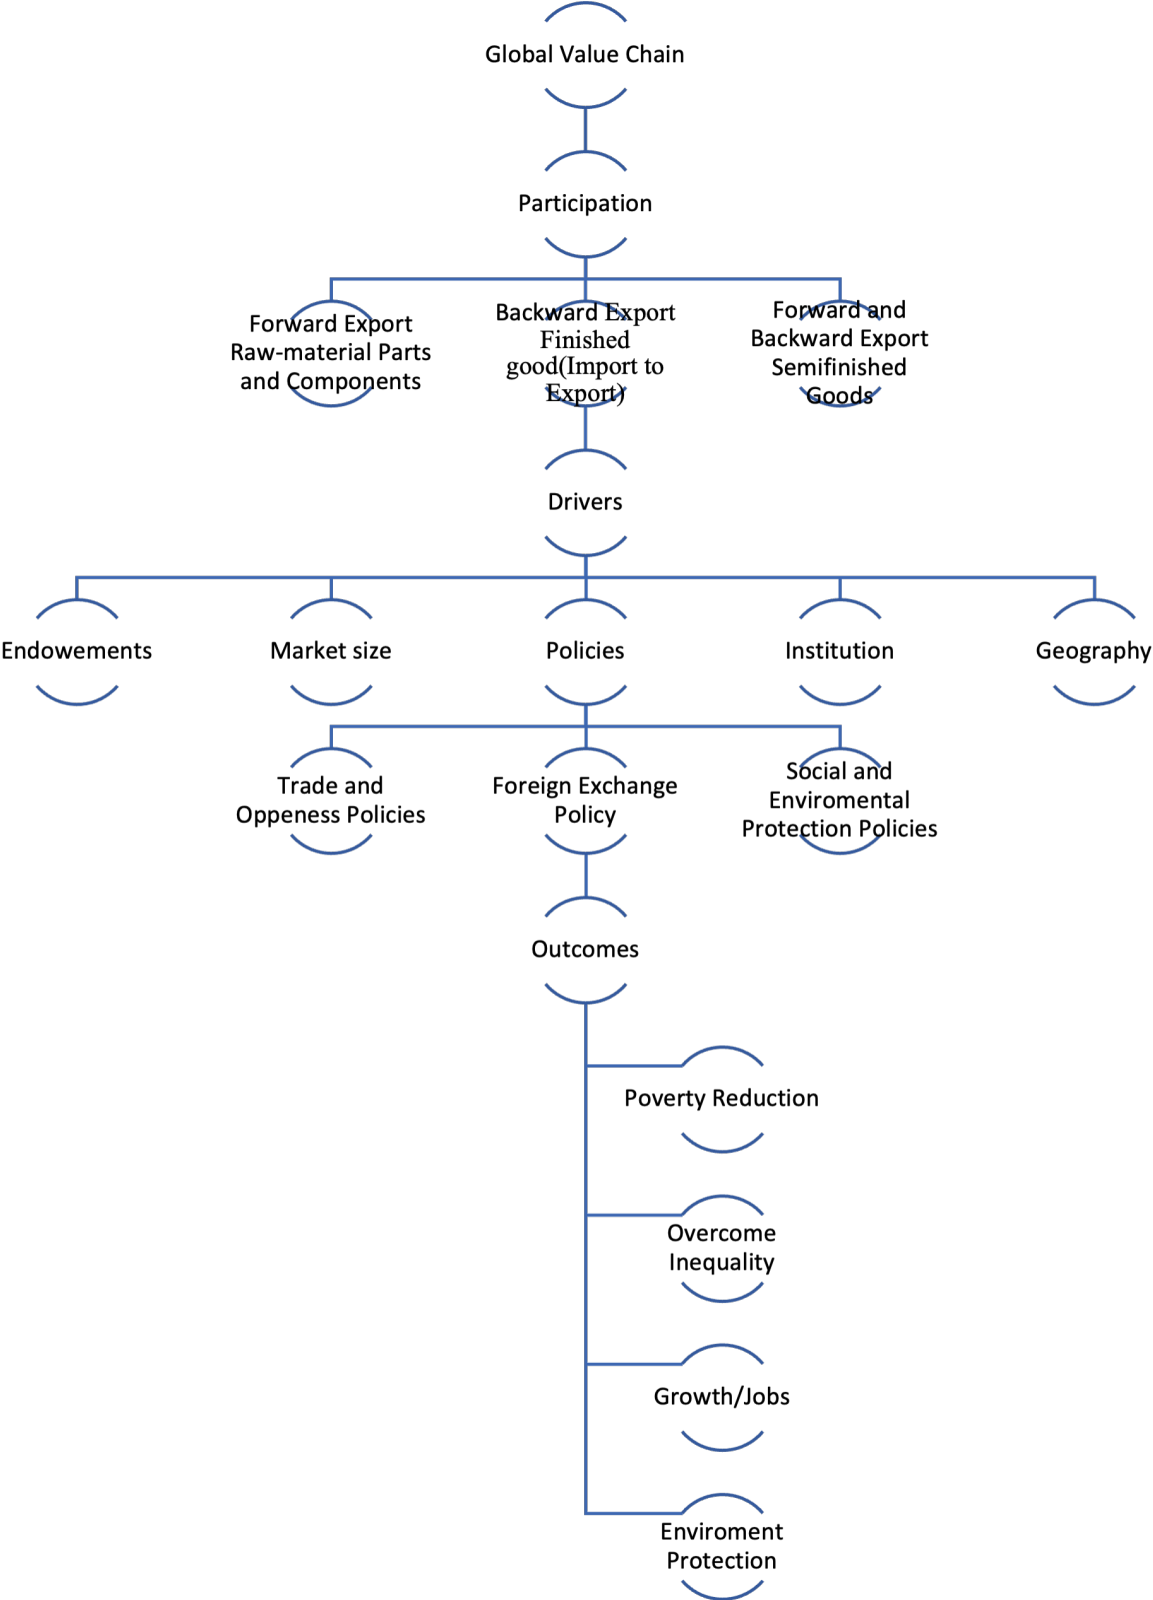 Global Value Chain
Participation
Forward Export
Raw-material Parts
and Components
Backward Export
Finished
good(Import to
Export)
Forward and
Backward Export
Semifinished
Goods
Drivers
Endowements
Market size
Policies
Institution
Geography
Trade and
Oppeness Policies
Foreign Exchange
Policy
Social and
Enviromental
Protection Policies
Outcomes
Poverty Reduction
Overcome
Inequality
Growth/Jobs
Enviroment
Protection